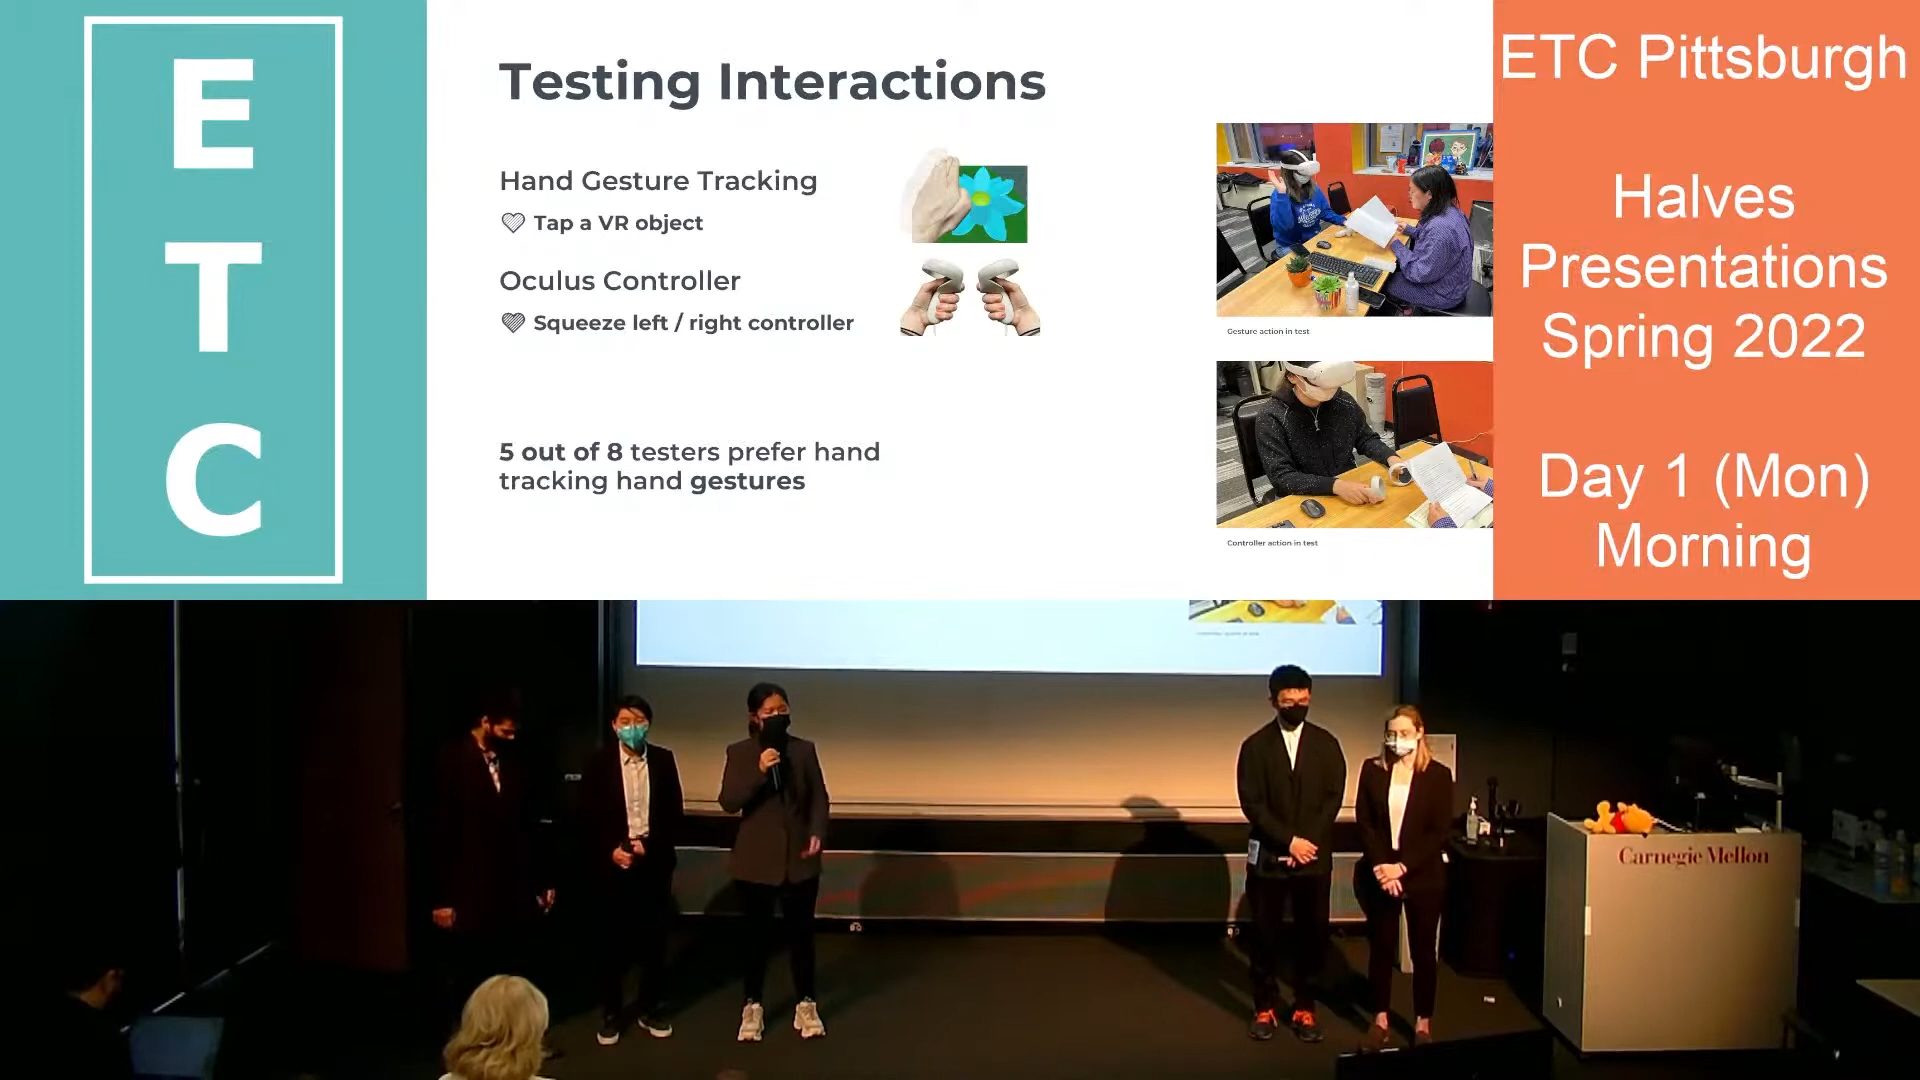 E
T
C
Testing Interactions
Hand Gesture Tracking
Tap a VR object
Oculus Controller
Squeeze left / right controller
5 out of 8 testers prefer hand
tracking hand gestures
Gesture action in test
Controller action in test
ETC Pittsburgh
Halves
Presentations
Spring 2022
Day 1 (Mon)
Morning
Carnegie Mellon